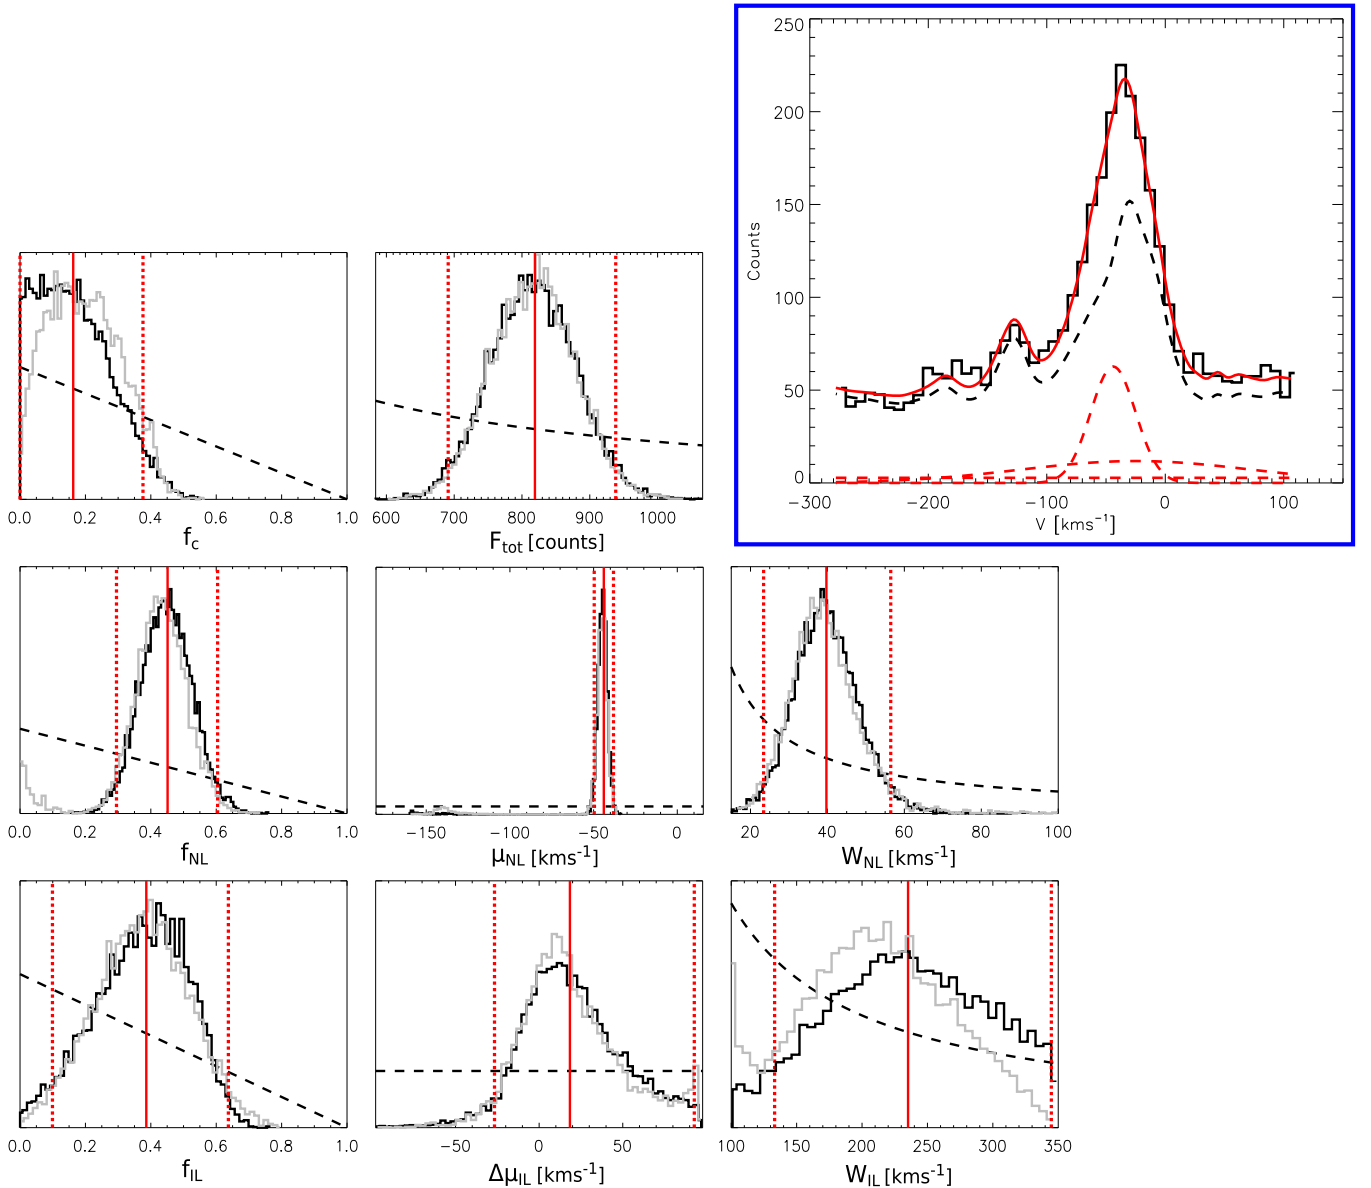 250
200
150
100
50
0
Counts
−300 −200 −100 0 100
V [kms⁻¹]
0.0 0.2 0.4 0.6 0.8 1.0
f_c
600 700 800 900 1000
F_tot [counts]
0.0 0.2 0.4 0.6 0.8 1.0
f_NL
−150 −100 −50 0
μ_NL [kms⁻¹]
20 40 60 80 100
W_NL [kms⁻¹]
0.0 0.2 0.4 0.6 0.8 1.0
f_IL
−50 0 50
Δμ_IL [kms⁻¹]
100 150 200 250 300 350
W_IL [kms⁻¹]